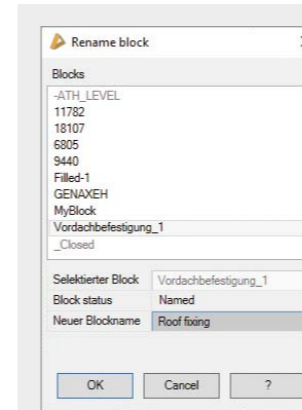 Rename block
Blocks
-ATH_LEVEL
11782
18107
6805
9440
Filled-1
GENAXEH
MyBlock
Vordachbefestigung_1
_Closed
Selektierter Block Vordachbefestigung_1
Block status Named
Neuer Blockname Roof fixing
OK Cancel ?